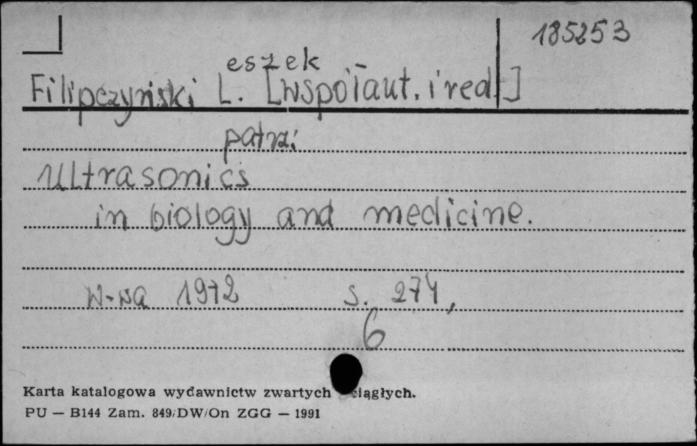 185253
eszek
Filipczyński L. [współaut. i red.]
patrz:
Ultrasonics
in biology and medicine.
W-wa 1972 s. 274,
6
Karta katalogowa wydawnictw zwartych ciągłych.
PU — B144 Zam. 849/DW/On ZGG — 1991